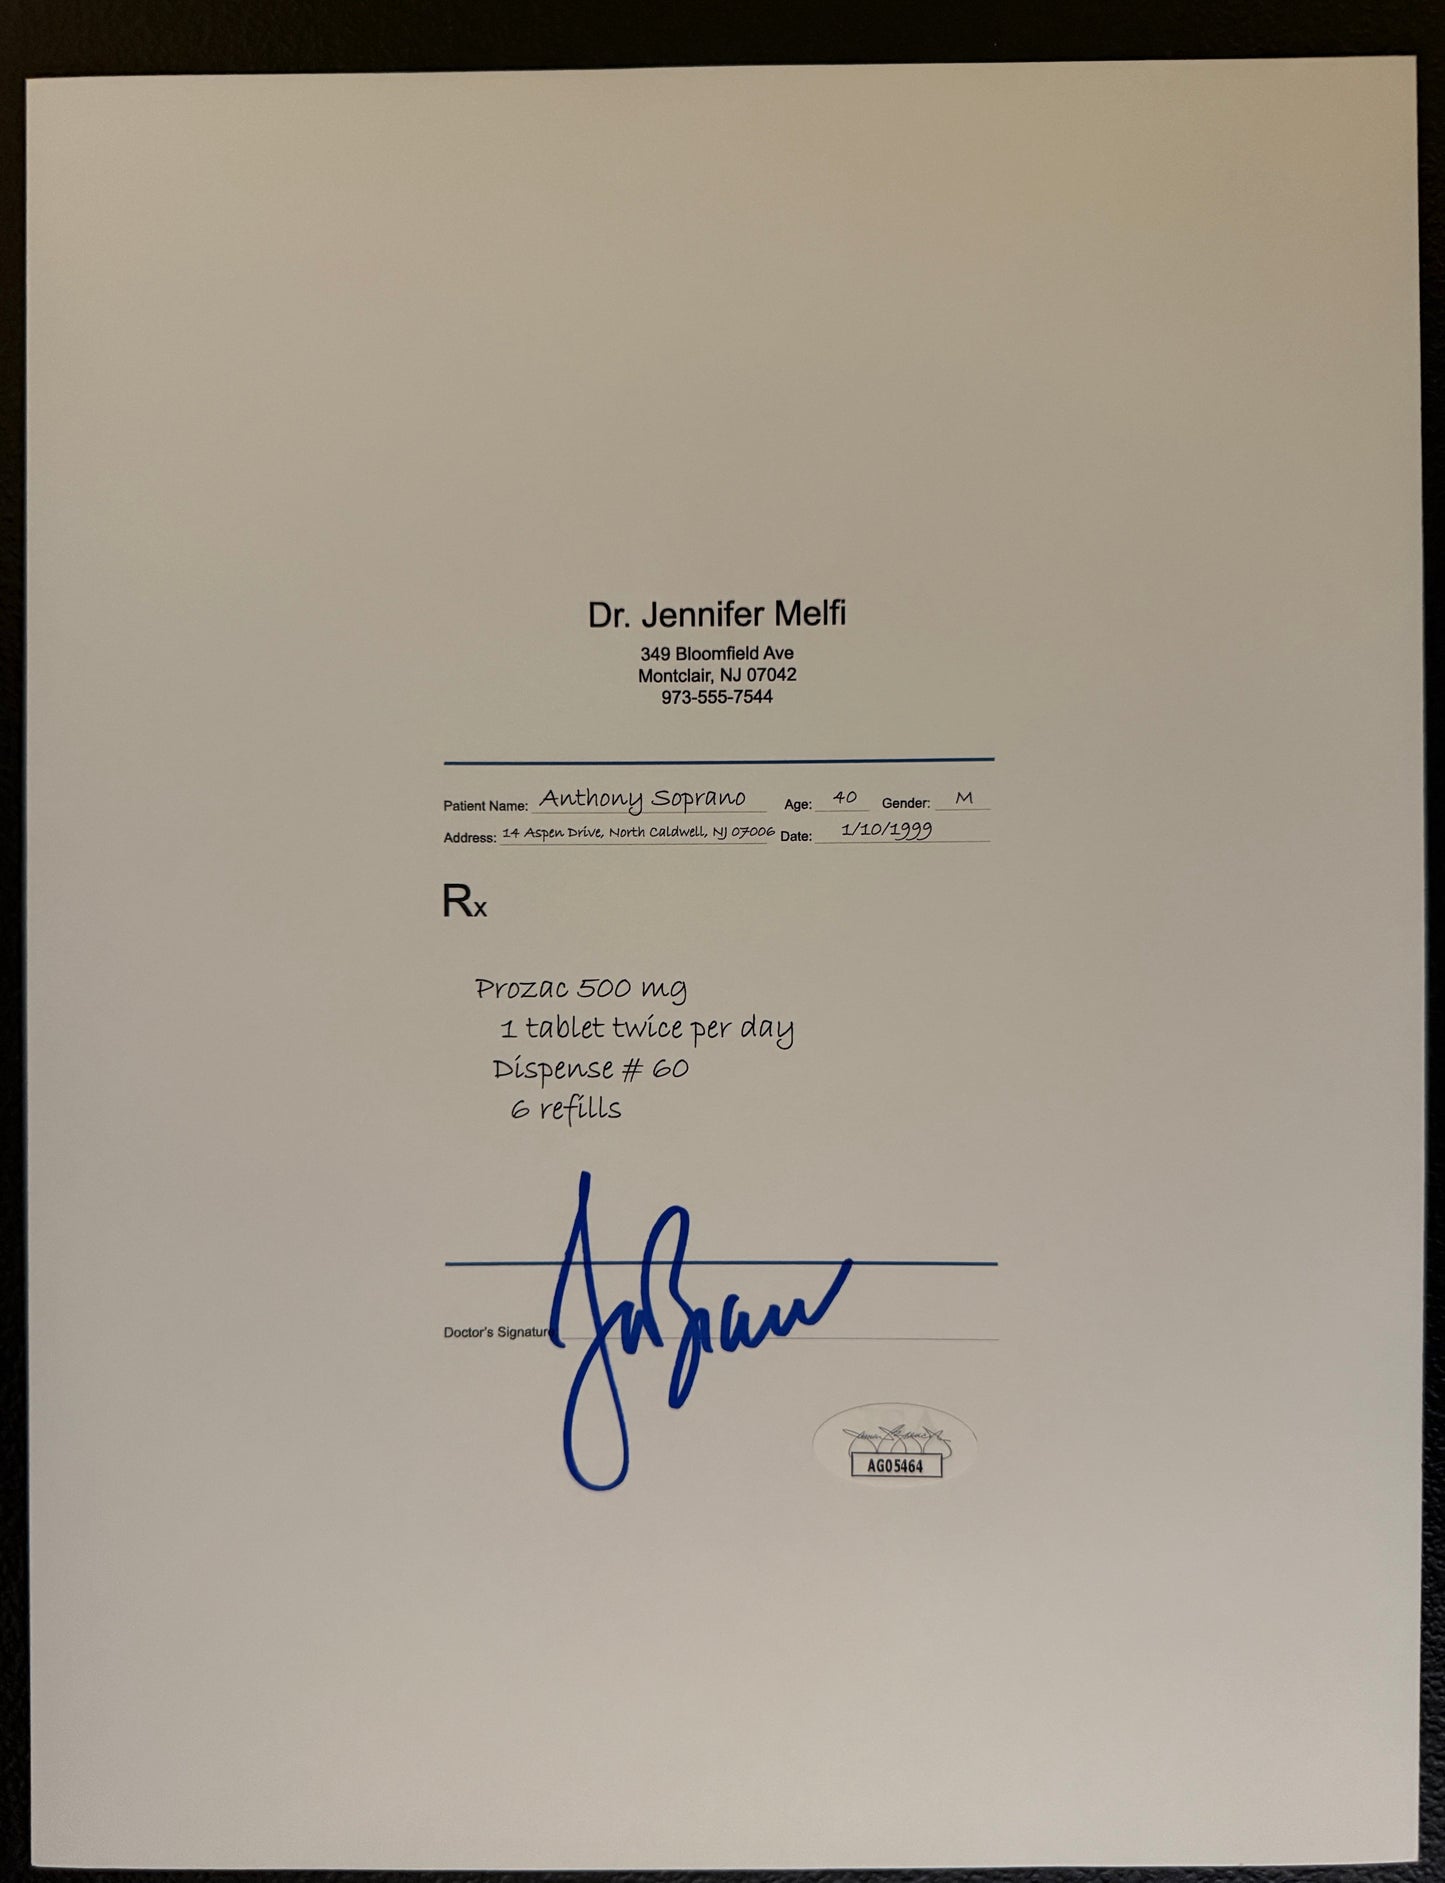 Dr. Jennifer Melfi
349 Bloomfield Ave
Montclair, NJ 07042
973-555-7544
Patient Name: Anthony Soprano Age: 40 Gender: M
Address: 14 Aspen Drive, North Caldwell, NJ 07006 Date: 1/10/1999
Rx
Prozac 500 mg
1 tablet twice per day
Dispense # 60
6 refills
Doctor's Signature
AG05464